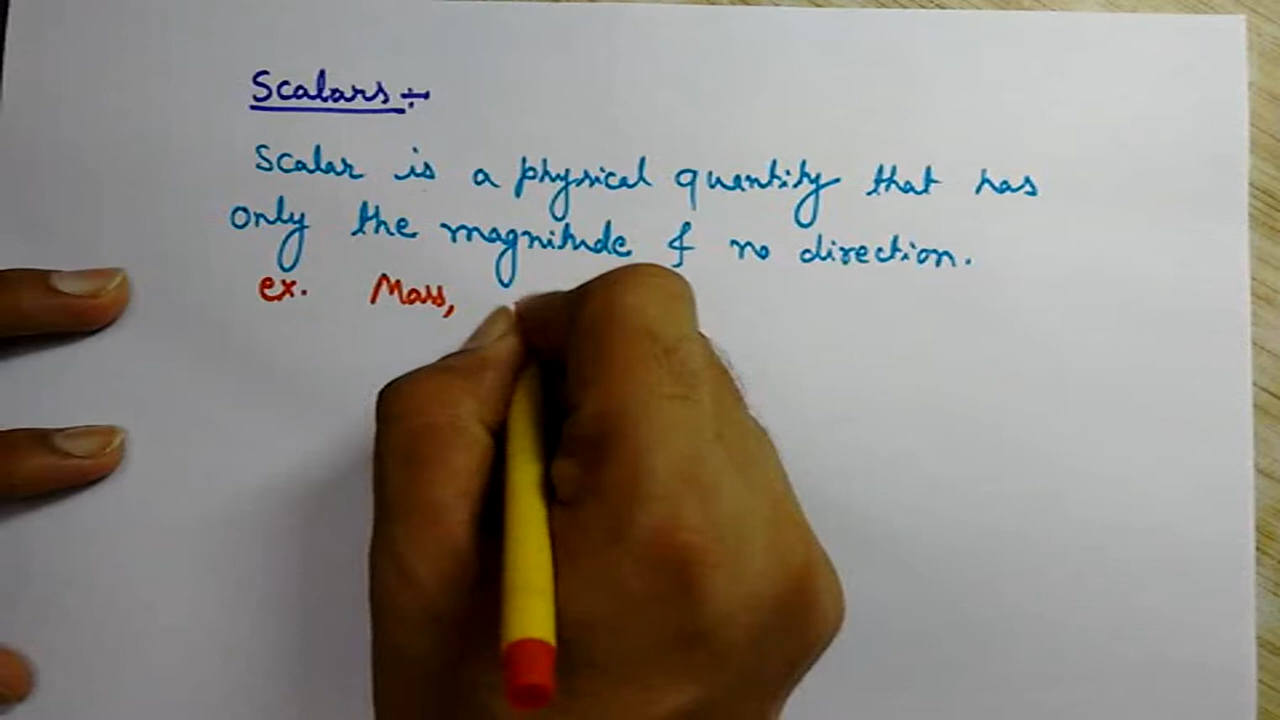 Scalars :-
Scalar is a physical quantity that has
only the magnitude & no direction.
ex. Mass,